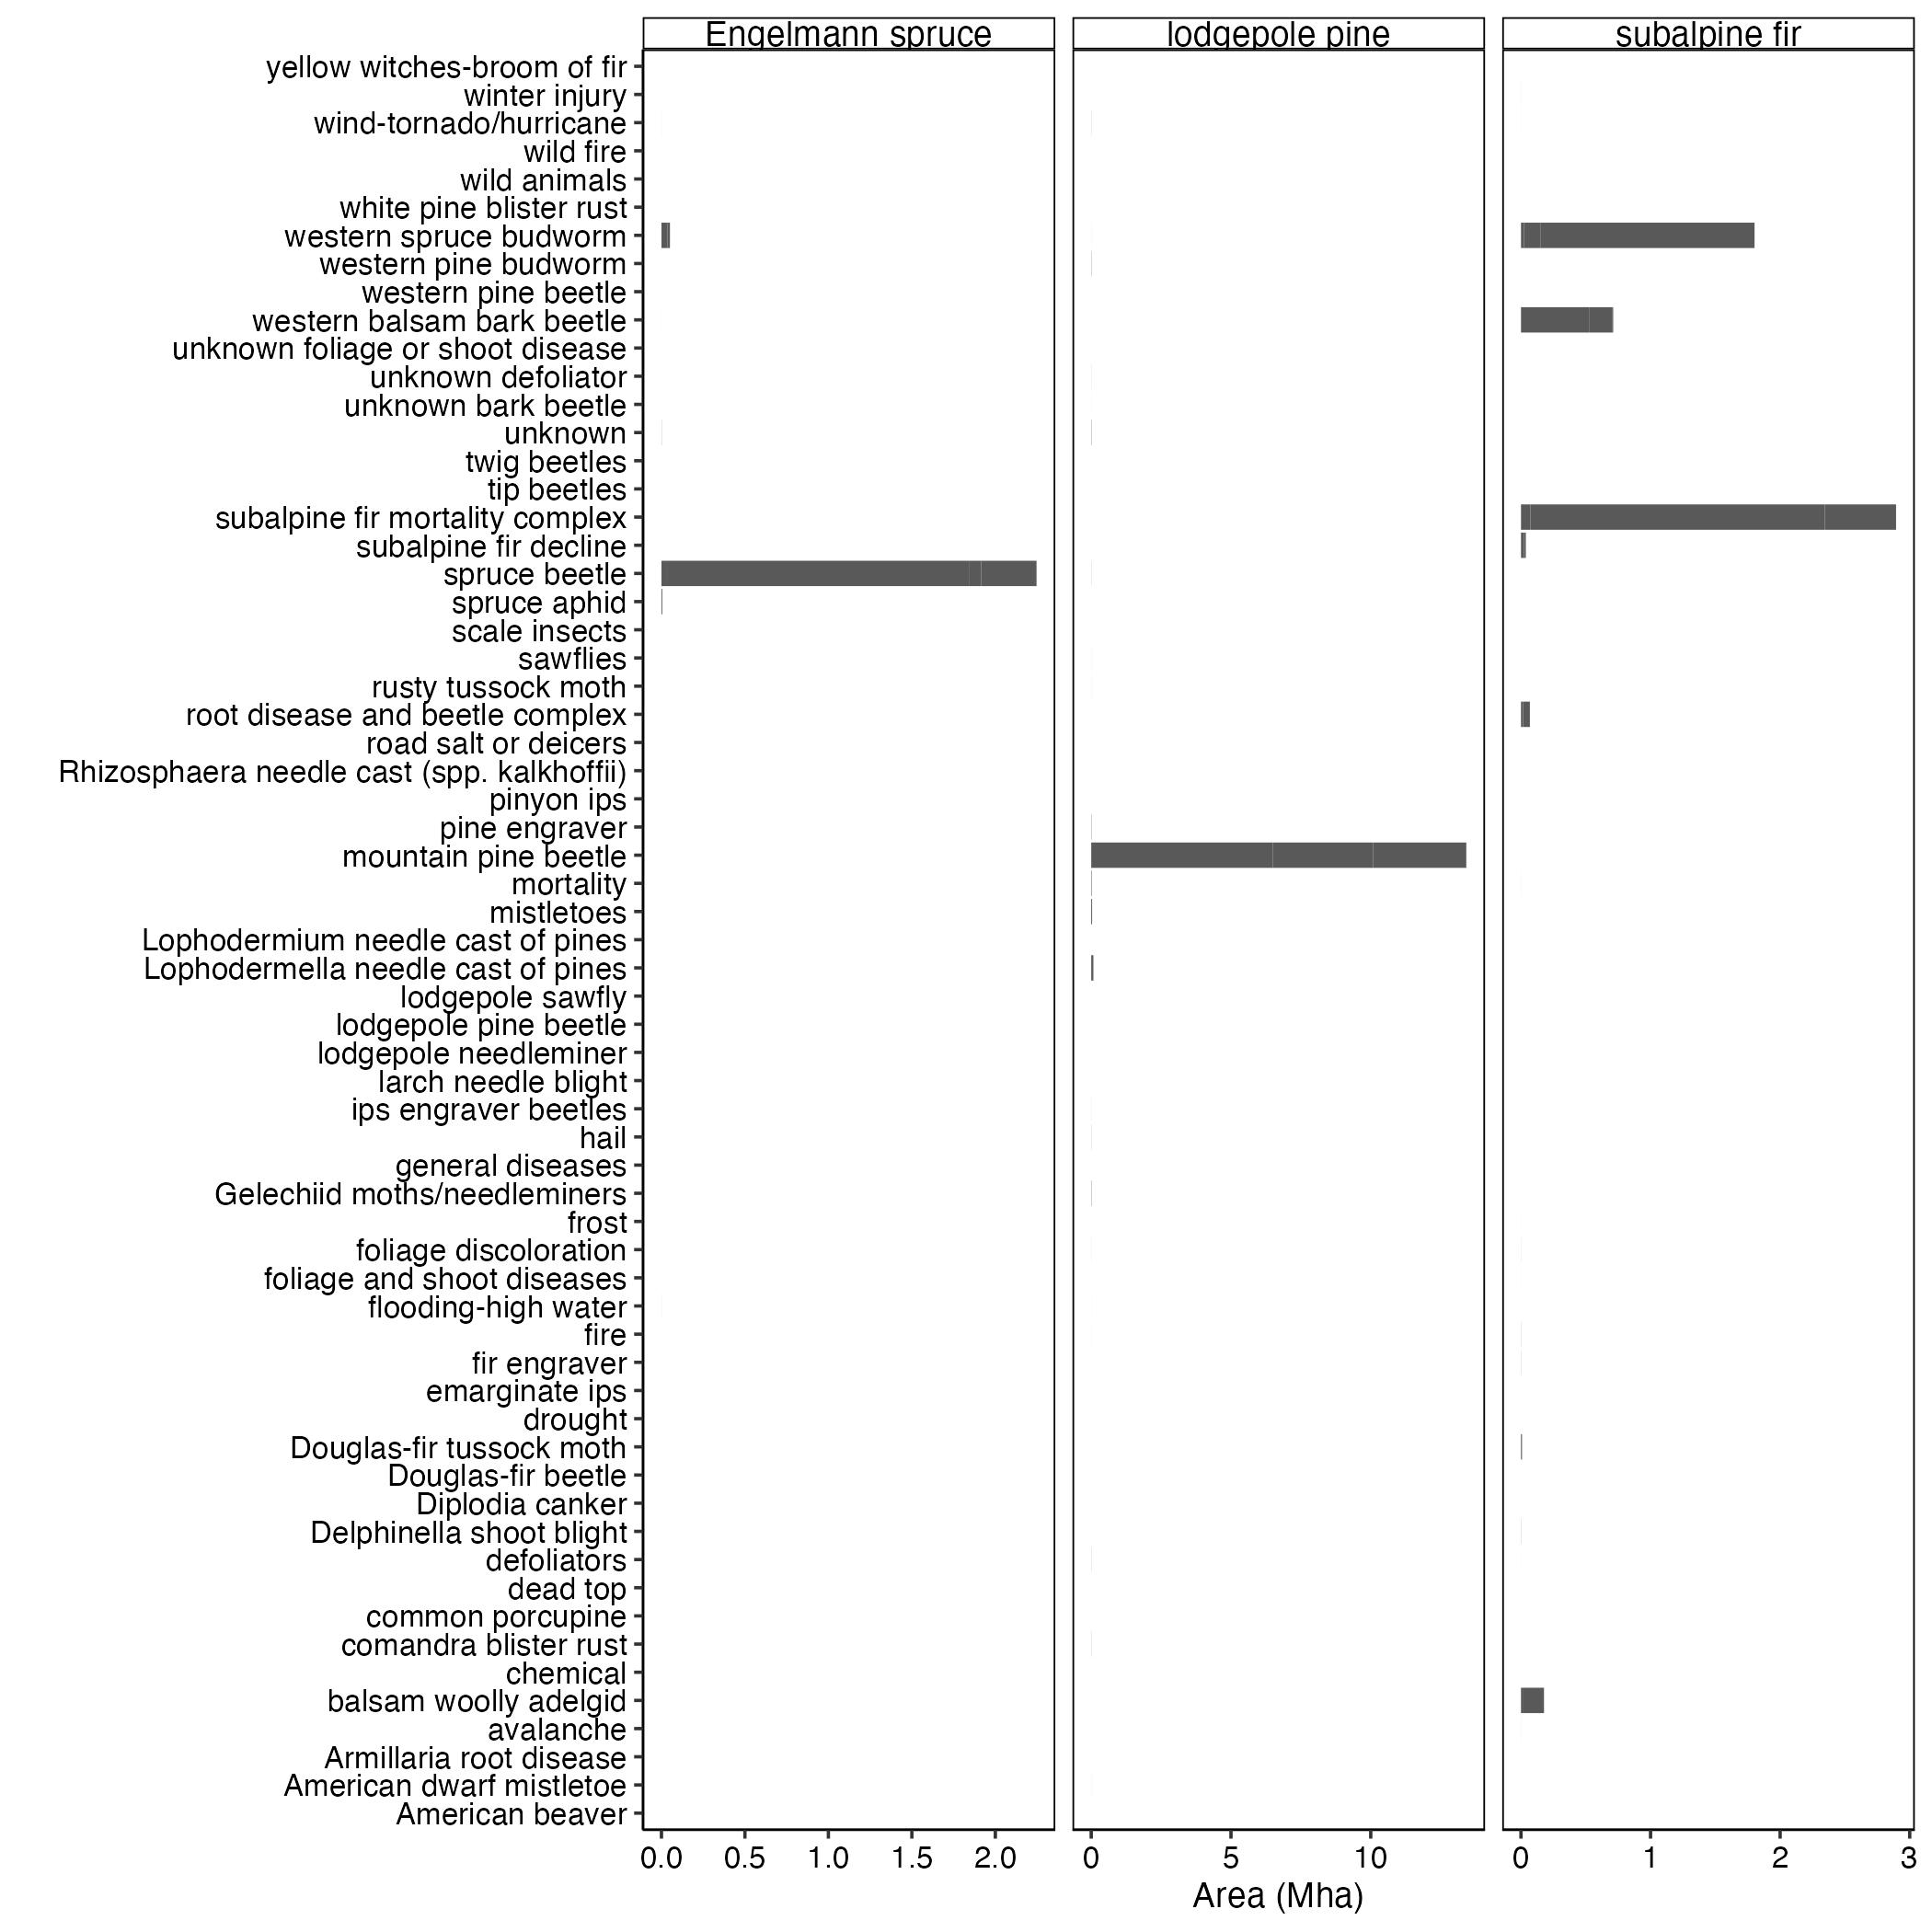 Engelmann spruce
lodgepole pine
subalpine fir
yellow witches-broom of fir
winter injury
wind-tornado/hurricane
wild fire
wild animals
white pine blister rust
western spruce budworm
western pine budworm
western pine beetle
western balsam bark beetle
unknown foliage or shoot disease
unknown defoliator
unknown bark beetle
unknown
twig beetles
tip beetles
subalpine fir mortality complex
subalpine fir decline
spruce beetle
spruce aphid
scale insects
sawflies
rusty tussock moth
root disease and beetle complex
road salt or deicers
Rhizosphaera needle cast (spp. kalkhoffii)
pinyon ips
pine engraver
mountain pine beetle
mortality
mistletoes
Lophodermium needle cast of pines
Lophodermella needle cast of pines
lodgepole sawfly
lodgepole pine beetle
lodgepole needleminer
larch needle blight
ips engraver beetles
hail
general diseases
Gelechiid moths/needleminers
frost
foliage discoloration
foliage and shoot diseases
flooding-high water
fire
fir engraver
emarginate ips
drought
Douglas-fir tussock moth
Douglas-fir beetle
Diplodia canker
Delphinella shoot blight
defoliators
dead top
common porcupine
comandra blister rust
chemical
balsam woolly adelgid
avalanche
Armillaria root disease
American dwarf mistletoe
American beaver
0.0 0.5 1.0 1.5 2.0
0 5 10
0 1 2 3
Area (Mha)